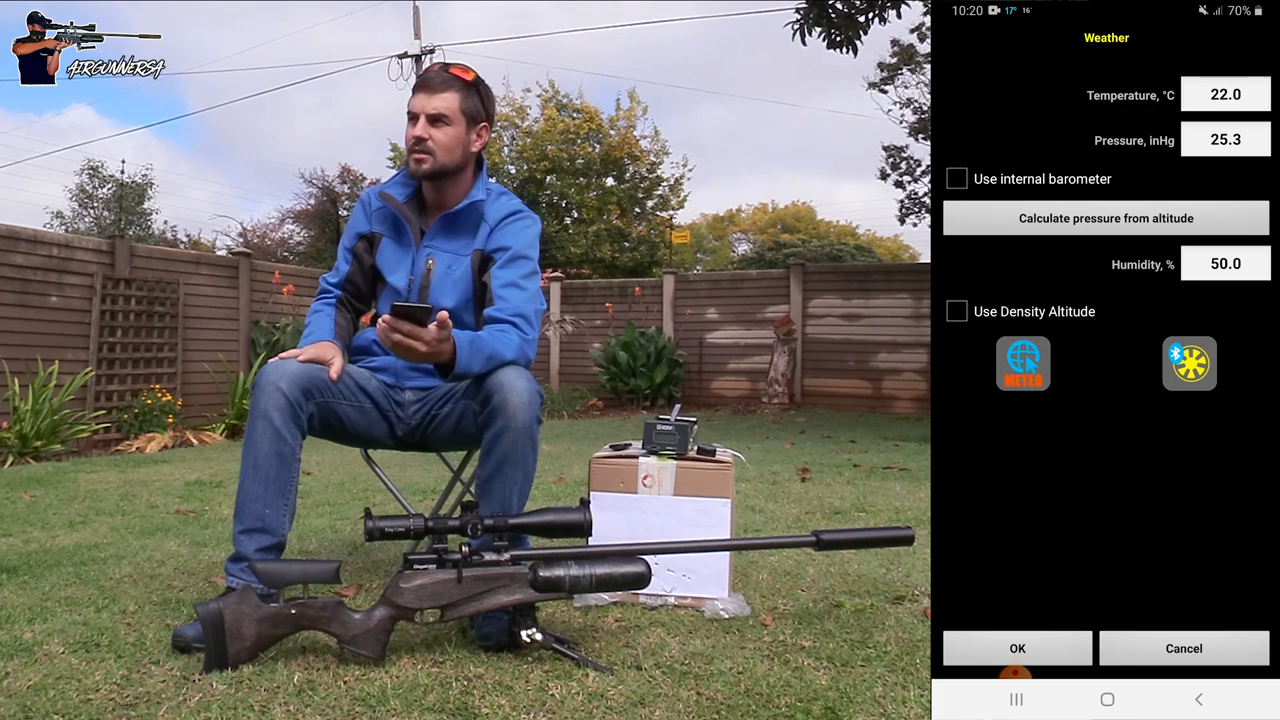 AIRGUNNERSA
10:20
17°
16'
70%
Weather
Temperature, °C
22.0
Pressure, inHg
25.3
Use internal barometer
Calculate pressure from altitude
Humidity, %
50.0
Use Density Altitude
METEO
OK
Cancel